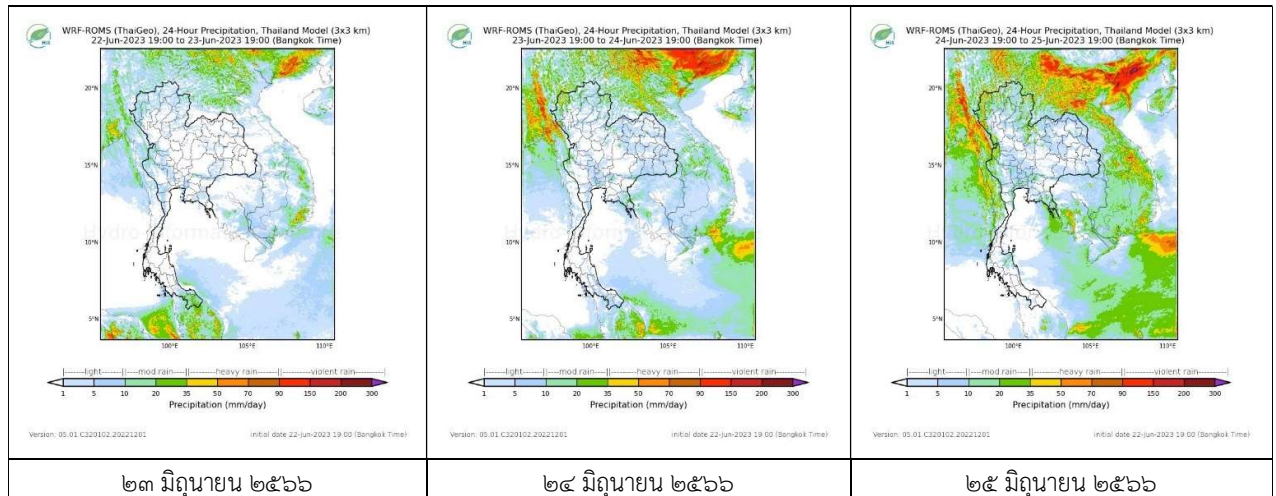 WRF-ROMS (ThaiGeo), 24-Hour Precipitation, Thailand Model (3x3 km)
22-Jun-2023 19:00 to 23-Jun-2023 19:00 (Bangkok Time)
20°N
15°N
10°N
5°N
100°E 105°E 110°E
|--------light-------||----mod rain----||-------heavy rain-------||---------violent rain---------|
1 5 10 20 35 50 70 90 150 200 300
Precipitation (mm/day)
Version: 05.01.C320102.20221201 initial date 22-Jun-2023 19:00 (Bangkok Time)
๒๓ มิถุนายน ๒๕๖๖
WRF-ROMS (ThaiGeo), 24-Hour Precipitation, Thailand Model (3x3 km)
23-Jun-2023 19:00 to 24-Jun-2023 19:00 (Bangkok Time)
20°N
15°N
10°N
5°N
100°E 105°E 110°E
|--------light-------||----mod rain----||-------heavy rain-------||---------violent rain---------|
1 5 10 20 35 50 70 90 150 200 300
Precipitation (mm/day)
Version: 05.01.C320102.20221201 initial date 22-Jun-2023 19:00 (Bangkok Time)
๒๔ มิถุนายน ๒๕๖๖
WRF-ROMS (ThaiGeo), 24-Hour Precipitation, Thailand Model (3x3 km)
24-Jun-2023 19:00 to 25-Jun-2023 19:00 (Bangkok Time)
20°N
15°N
10°N
5°N
100°E 105°E 110°E
|--------light-------||----mod rain----||-------heavy rain-------||---------violent rain---------|
1 5 10 20 35 50 70 90 150 200 300
Precipitation (mm/day)
Version: 05.01.C320102.20221201 initial date 22-Jun-2023 19:00 (Bangkok Time)
๒๕ มิถุนายน ๒๕๖๖